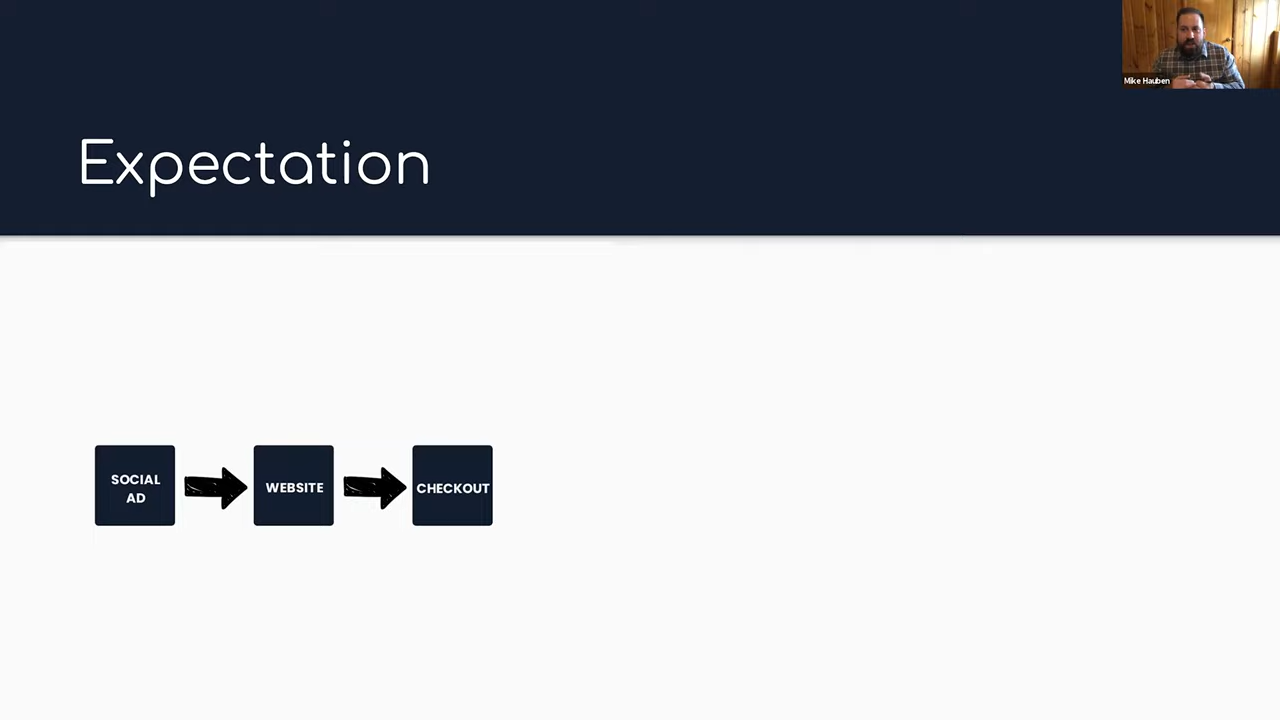 Mike Hauben
Expectation
SOCIAL
AD
WEBSITE
CHECKOUT